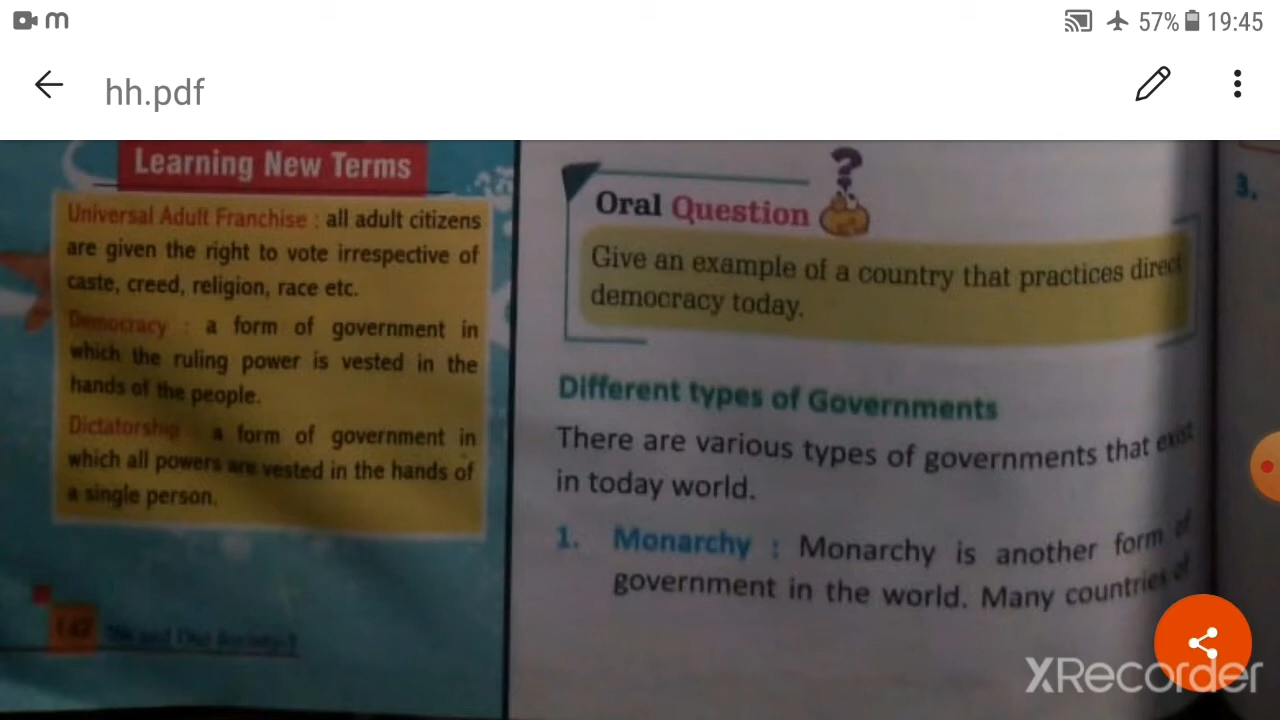 m
57% 19:45
hh.pdf
Learning New Terms
Universal Adult Franchise : all adult citizens
are given the right to vote irrespective of
caste, creed, religion, race etc.
Democracy : a form of government in
which the ruling power is vested in the
hands of the people.
Dictatorship : a form of government in
which all powers are vested in the hands of
a single person.
Oral Question
Give an example of a country that practices direct
democracy today.
Different types of Governments
There are various types of governments that exist
in today world.
1. Monarchy : Monarchy is another form of
government in the world. Many countries of
3.
XRecorder